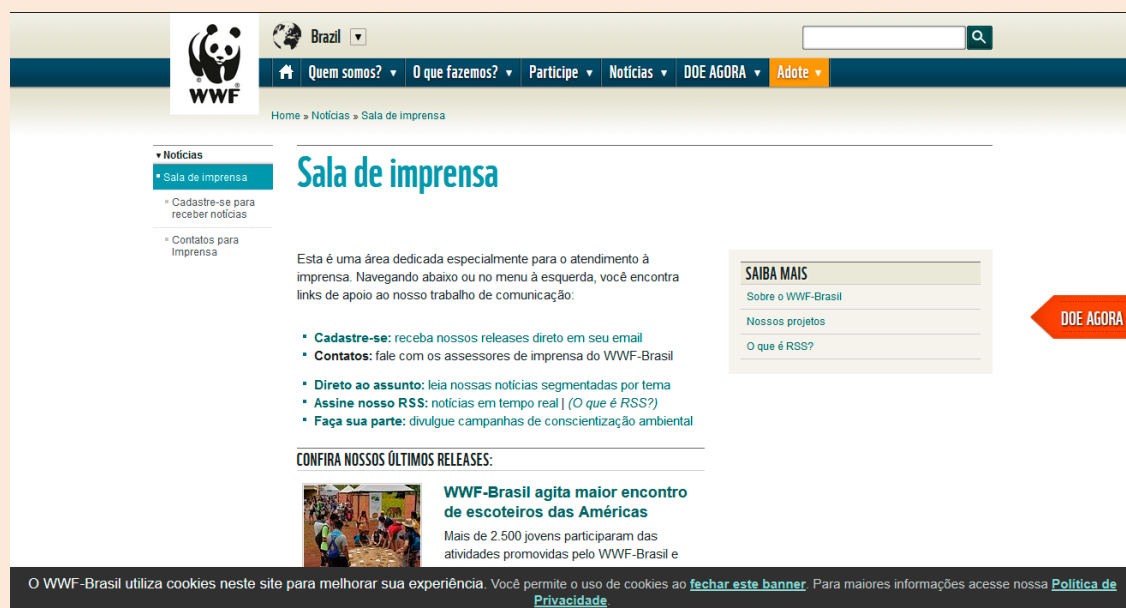 WWF
Brazil
Quem somos? O que fazemos? Participe Notícias DOE AGORA Adote
Home » Notícias » Sala de imprensa
Notícias
Sala de imprensa
Cadastre-se para
receber notícias
Contatos para
Imprensa
Sala de imprensa
Esta é uma área dedicada especialmente para o atendimento à
imprensa. Navegando abaixo ou no menu à esquerda, você encontra
links de apoio ao nosso trabalho de comunicação:
Cadastre-se: receba nossos releases direto em seu email
Contatos: fale com os assessores de imprensa do WWF-Brasil
Direto ao assunto: leia nossas notícias segmentadas por tema
Assine nosso RSS: notícias em tempo real | (O que é RSS?)
Faça sua parte: divulgue campanhas de conscientização ambiental
SAIBA MAIS
Sobre o WWF-Brasil
Nossos projetos
O que é RSS?
DOE AGORA
CONFIRA NOSSOS ÚLTIMOS RELEASES:
WWF-Brasil agita maior encontro
de escoteiros das Américas
Mais de 2.500 jovens participaram das
atividades promovidas pelo WWF-Brasil e
O WWF-Brasil utiliza cookies neste site para melhorar sua experiência. Você permite o uso de cookies ao fechar este banner. Para maiores informações acesse nossa Política de
Privacidade.